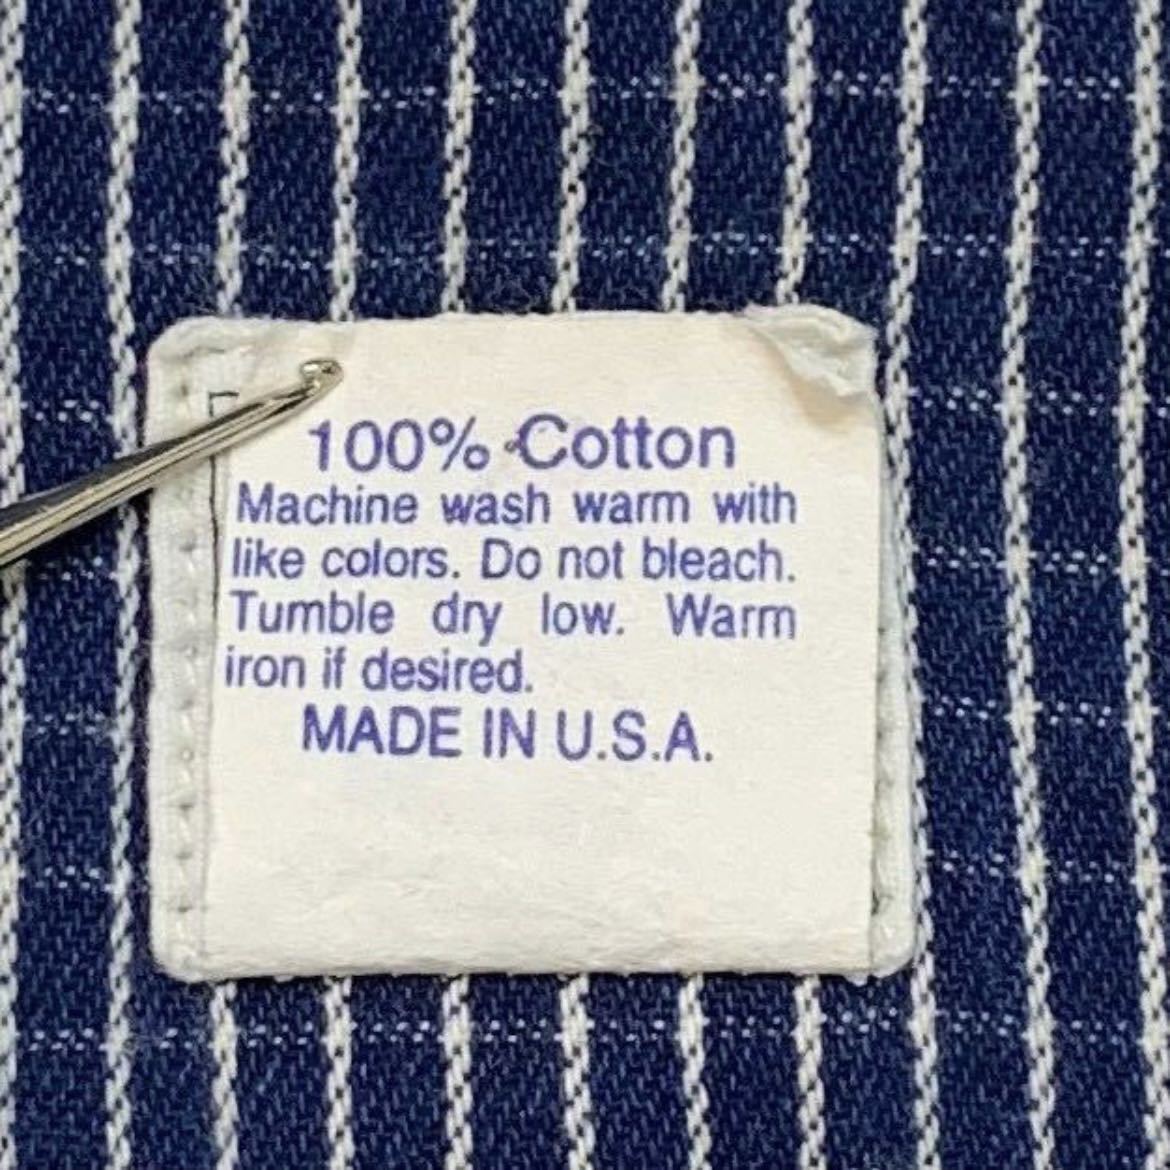 100% Cotton
Machine wash warm with
like colors. Do not bleach.
Tumble dry low. Warm
iron if desired.
MADE IN U.S.A.